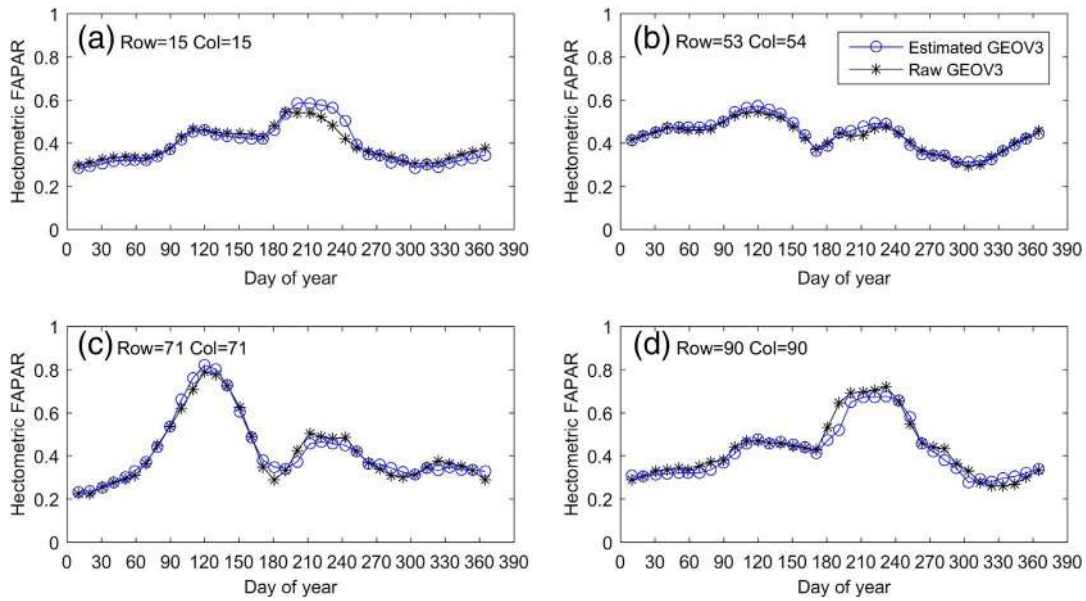 (a) Row=15 Col=15
Hectometric FAPAR
1
0.8
0.6
0.4
0.2
0
0 30 60 90 120 150 180 210 240 270 300 330 360 390
Day of year
(b) Row=53 Col=54
Estimated GEOV3
Raw GEOV3
Hectometric FAPAR
1
0.8
0.6
0.4
0.2
0
0 30 60 90 120 150 180 210 240 270 300 330 360 390
Day of year
(c) Row=71 Col=71
Hectometric FAPAR
1
0.8
0.6
0.4
0.2
0
0 30 60 90 120 150 180 210 240 270 300 330 360 390
Day of year
(d) Row=90 Col=90
Hectometric FAPAR
1
0.8
0.6
0.4
0.2
0
0 30 60 90 120 150 180 210 240 270 300 330 360 390
Day of year